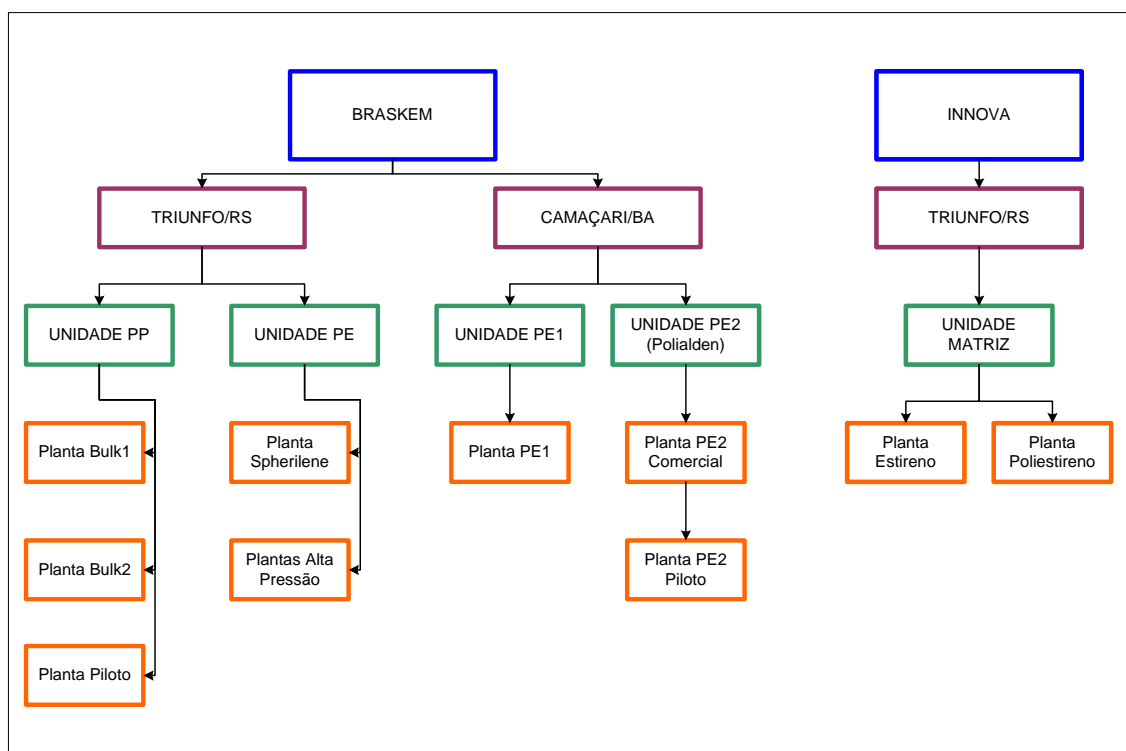 BRASKEM
INNOVA
TRIUNFO/RS
CAMAÇARI/BA
TRIUNFO/RS
UNIDADE PP
UNIDADE PE
UNIDADE PE1
UNIDADE PE2
(Polialden)
UNIDADE
MATRIZ
Planta Bulk1
Planta
Spherilene
Planta PE1
Planta PE2
Comercial
Planta
Estireno
Planta
Poliestireno
Planta Bulk2
Plantas Alta
Pressão
Planta PE2
Piloto
Planta Piloto